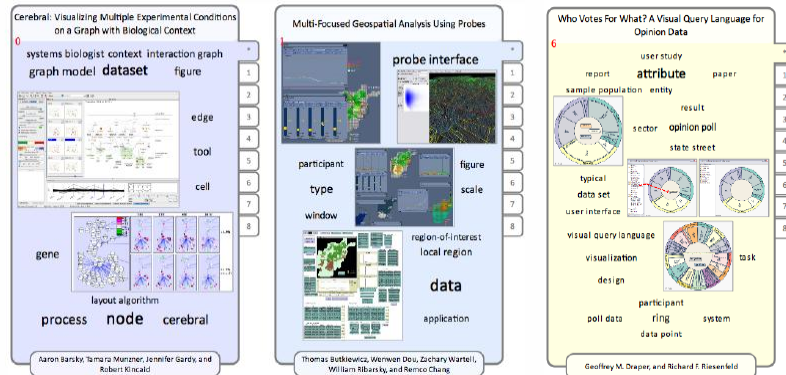 Cerebral: Visualizing Multiple Experimental Conditions
on a Graph with Biological Context
0
systems biologist context interaction graph
graph model dataset figure
edge
tool
cell
gene
layout algorithm
process node cerebral
Aaron Barsky, Tamara Munzner, Jennifer Gardy, and
Robert Kincaid
*
1
2
3
4
5
6
7
8
Multi-Focused Geospatial Analysis Using Probes
1
probe interface
participant figure
type scale
window
region-of-interest
local region
data
application
Thomas Butkiewicz, Wenwen Dou, Zachary Wartell,
William Ribarsky, and Remco Chang
*
1
2
3
4
5
6
7
8
Who Votes For What? A Visual Query Language for
Opinion Data
6
user study
report attribute paper
sample population entity
result
sector opinion poll
state street
typical
data set
user interface
visual query language
visualization task
design
participant
poll data ring system
data point
Geoffrey M. Draper, and Richard F. Riesenfeld
*
1
2
3
4
5
6
7
8